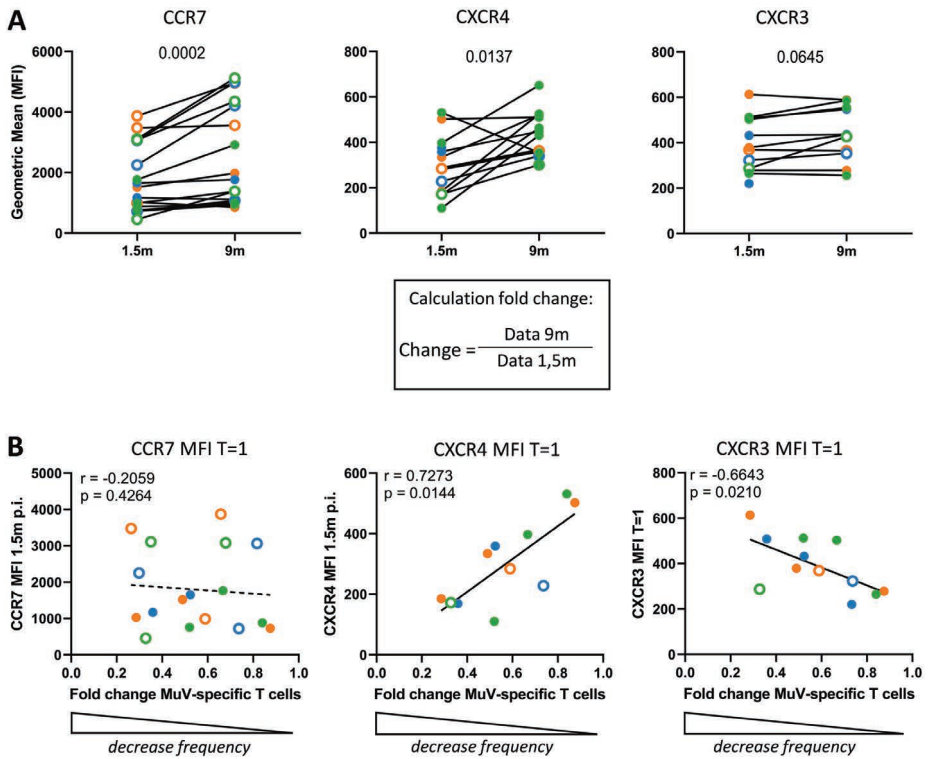 A
CCR7
CXCR4
CXCR3
0.0002
0.0137
0.0645
Geometric Mean (MFI)
6000
4000
2000
0
1.5m
9m
800
600
400
200
0
1.5m
9m
800
600
400
200
0
1.5m
9m
Calculation fold change:
Change = Data 9m
Data 1,5m
B
CCR7 MFI T=1
r = -0.2059
p = 0.4264
CCR7 MFI 1.5m p.i.
5000
4000
3000
2000
1000
0
0.0 0.2 0.4 0.6 0.8 1.0
Fold change MuV-specific T cells
decrease frequency
CXCR4 MFI T=1
r = 0.7273
p = 0.0144
CXCR4 MFI 1.5m p.i.
600
400
200
0
0.0 0.2 0.4 0.6 0.8 1.0
Fold change MuV-specific T cells
decrease frequency
CXCR3 MFI T=1
r = -0.6643
p = 0.0210
CXCR3 MFI T=1
800
600
400
200
0.0 0.2 0.4 0.6 0.8 1.0
Fold change MuV-specific T cells
decrease frequency